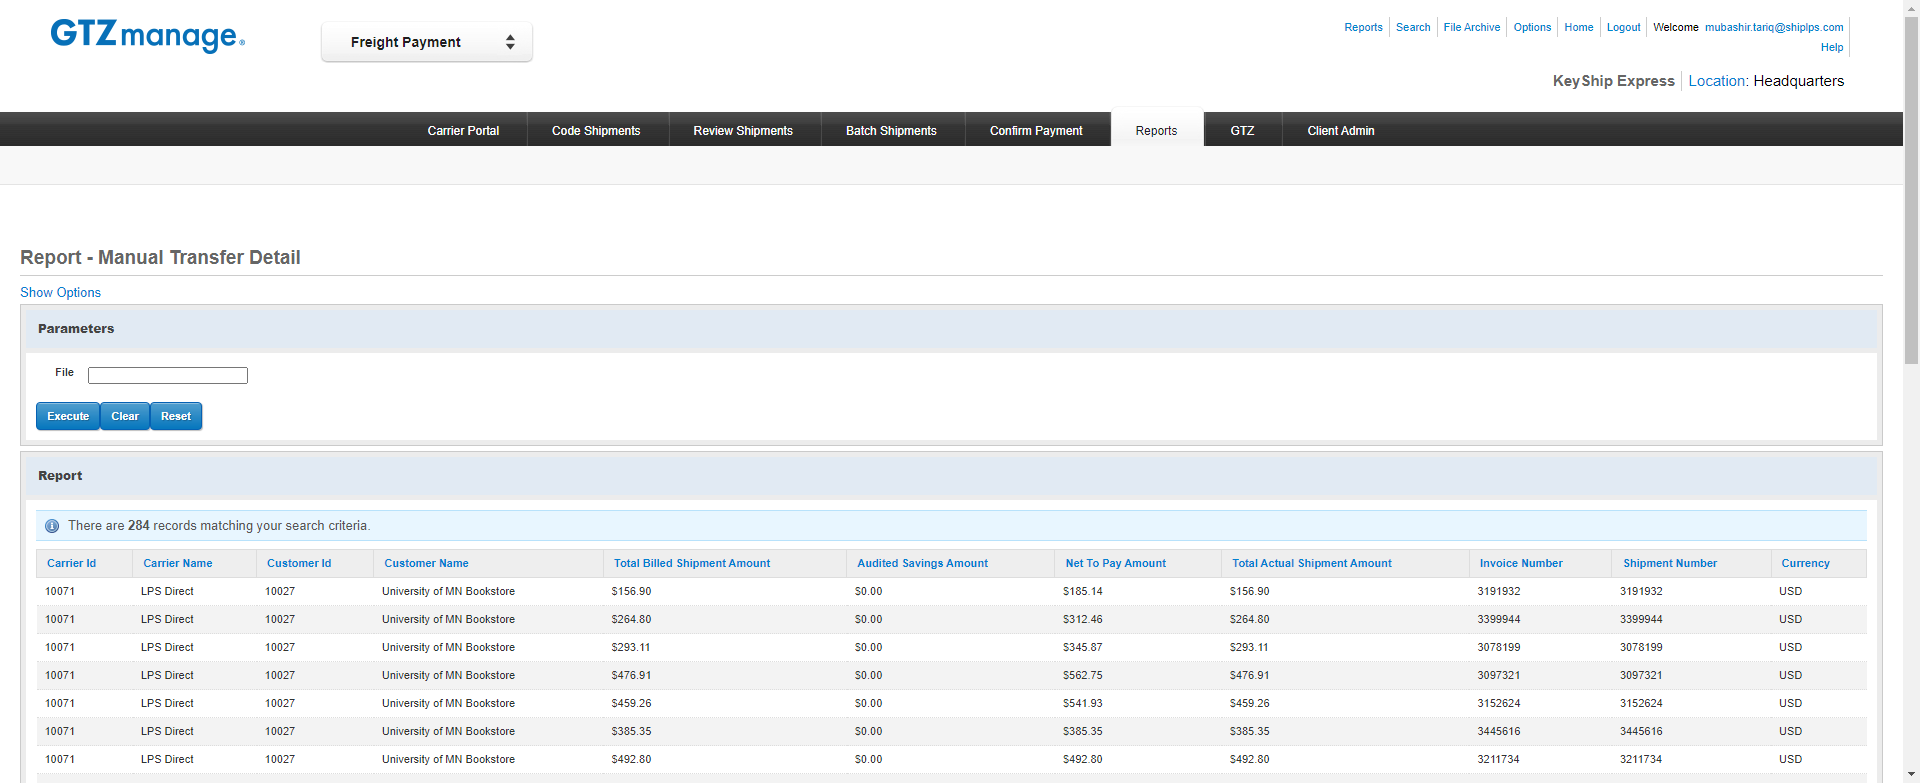 GTZmanage®
Freight Payment
Reports Search File Archive Options Home Logout Welcome mubashir.tariq@shiplps.com
Help
KeyShip Express Location: Headquarters
Carrier Portal Code Shipments Review Shipments Batch Shipments Confirm Payment Reports GTZ Client Admin
Report - Manual Transfer Detail
Show Options
Parameters
File
Execute Clear Reset
Report
There are 284 records matching your search criteria.
Carrier Id Carrier Name Customer Id Customer Name Total Billed Shipment Amount Audited Savings Amount Net To Pay Amount Total Actual Shipment Amount Invoice Number Shipment Number Currency
10071 LPS Direct 10027 University of MN Bookstore $156.90 $0.00 $185.14 $156.90 3191932 3191932 USD
10071 LPS Direct 10027 University of MN Bookstore $264.80 $0.00 $312.46 $264.80 3399944 3399944 USD
10071 LPS Direct 10027 University of MN Bookstore $293.11 $0.00 $345.87 $293.11 3078199 3078199 USD
10071 LPS Direct 10027 University of MN Bookstore $476.91 $0.00 $562.75 $476.91 3097321 3097321 USD
10071 LPS Direct 10027 University of MN Bookstore $459.26 $0.00 $541.93 $459.26 3152624 3152624 USD
10071 LPS Direct 10027 University of MN Bookstore $385.35 $0.00 $385.35 $385.35 3445616 3445616 USD
10071 LPS Direct 10027 University of MN Bookstore $492.80 $0.00 $492.80 $492.80 3211734 3211734 USD